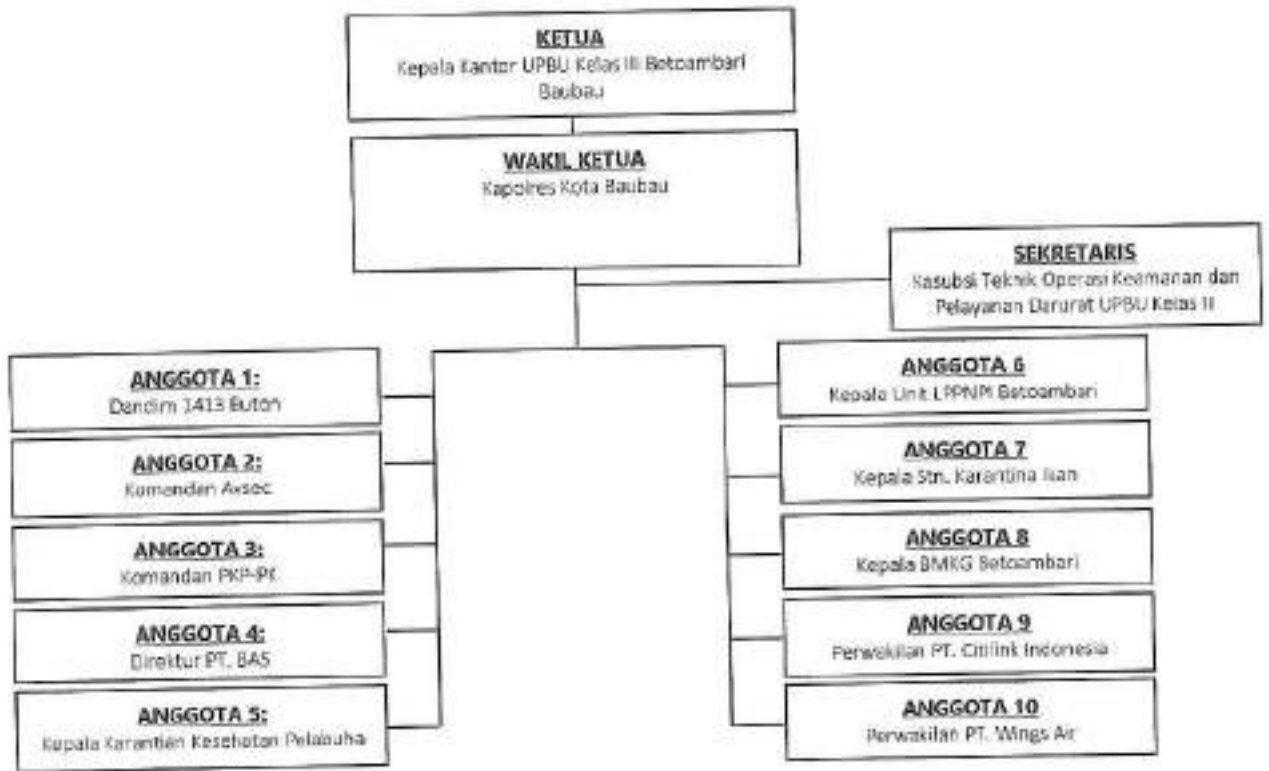 KETUA
Kepala Kantor UPBU Kelas III Betoambari
Baubau
WAKIL KETUA
Kapolres Kota Baubau
SEKRETARIS
Kasubsi Teknik Operasi Keamanan dan
Pelayanan Darurat UPBU Kelas II
ANGGOTA 1:
Dandim 1413 Buton
ANGGOTA 2:
Komandan Avsec
ANGGOTA 3:
Komandan PKP-PK
ANGGOTA 4:
Direktur PT. BAS
ANGGOTA 5:
Kepala Karantian Kesehatan Pelabuha
ANGGOTA 6
Kepala Unit LPPNPI Betoambari
ANGGOTA 7
Kepala Stn. Karantina Ikan
ANGGOTA 8
Kepala BMKG Betoambari
ANGGOTA 9
Perwakilan PT. Citilink Indonesia
ANGGOTA 10
Perwakilan PT. Wings Air